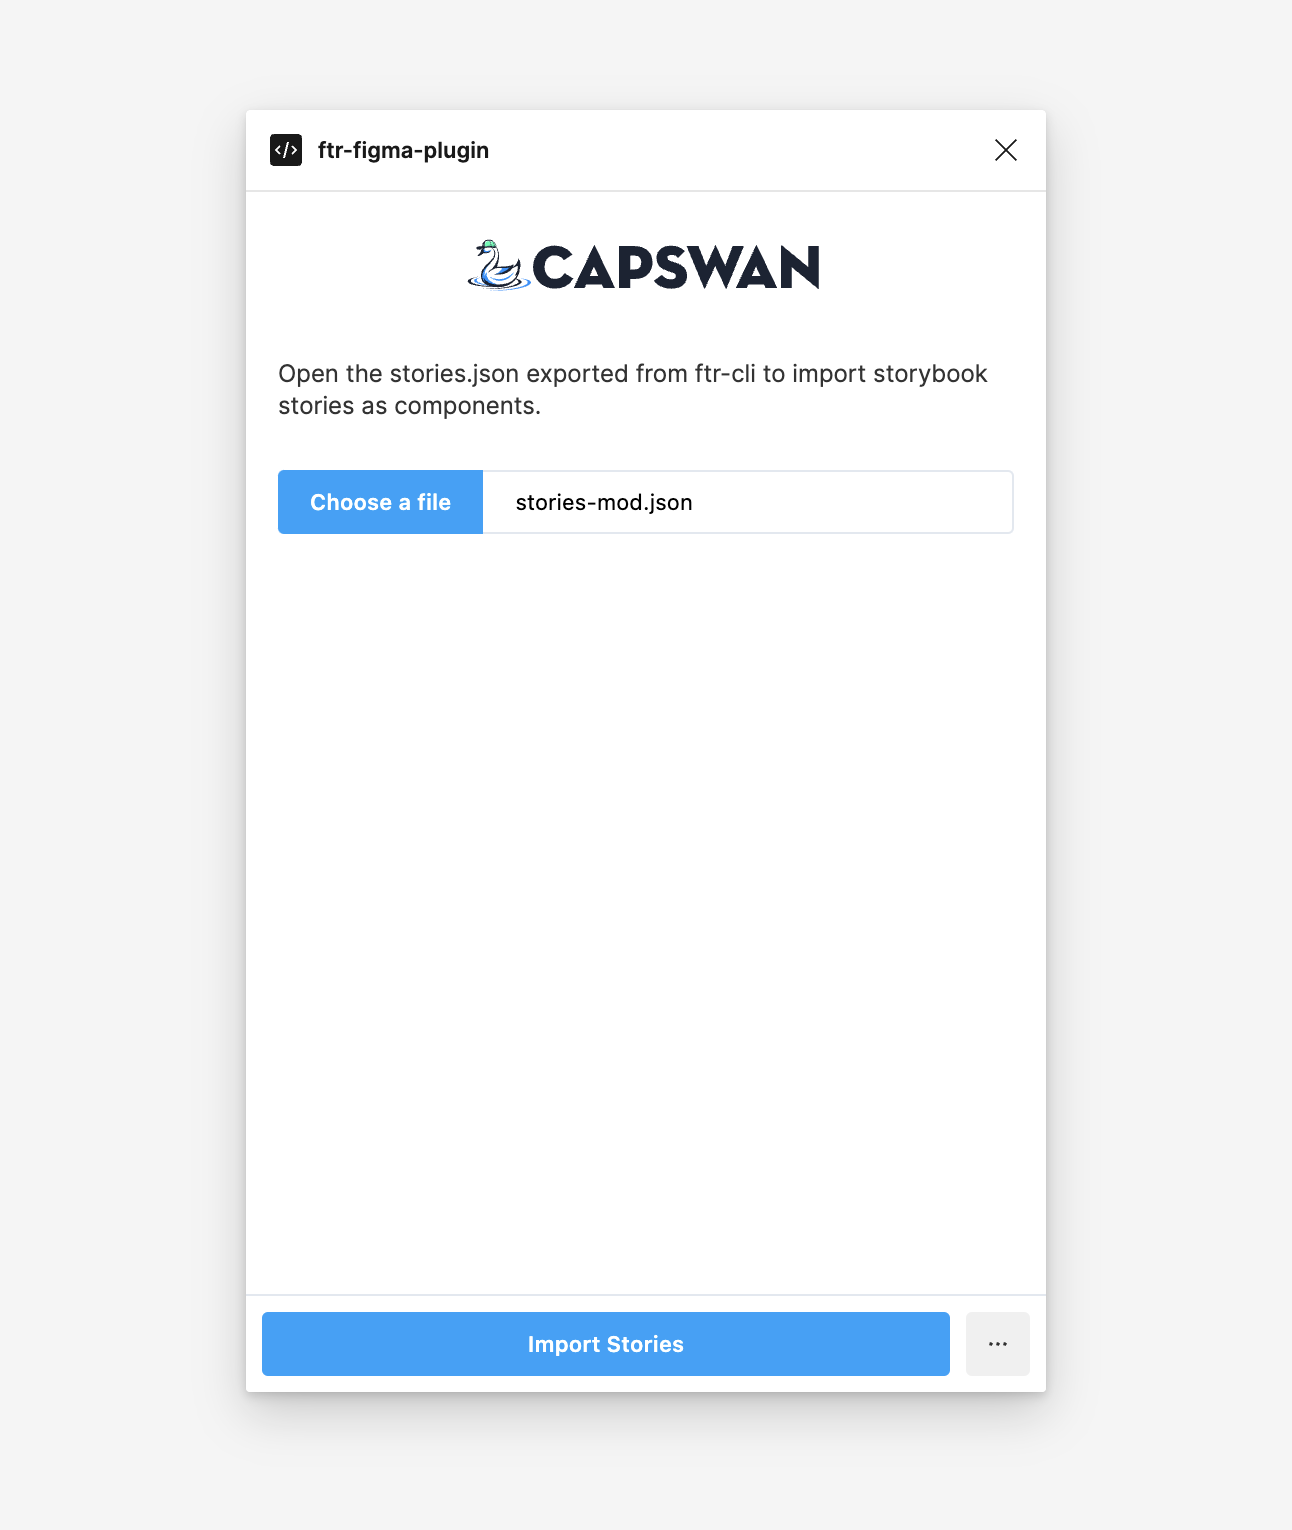 ftr-figma-plugin
CAPSWAN
Open the stories.json exported from ftr-cli to import storybook
stories as components.
Choose a file
stories-mod.json
Import Stories